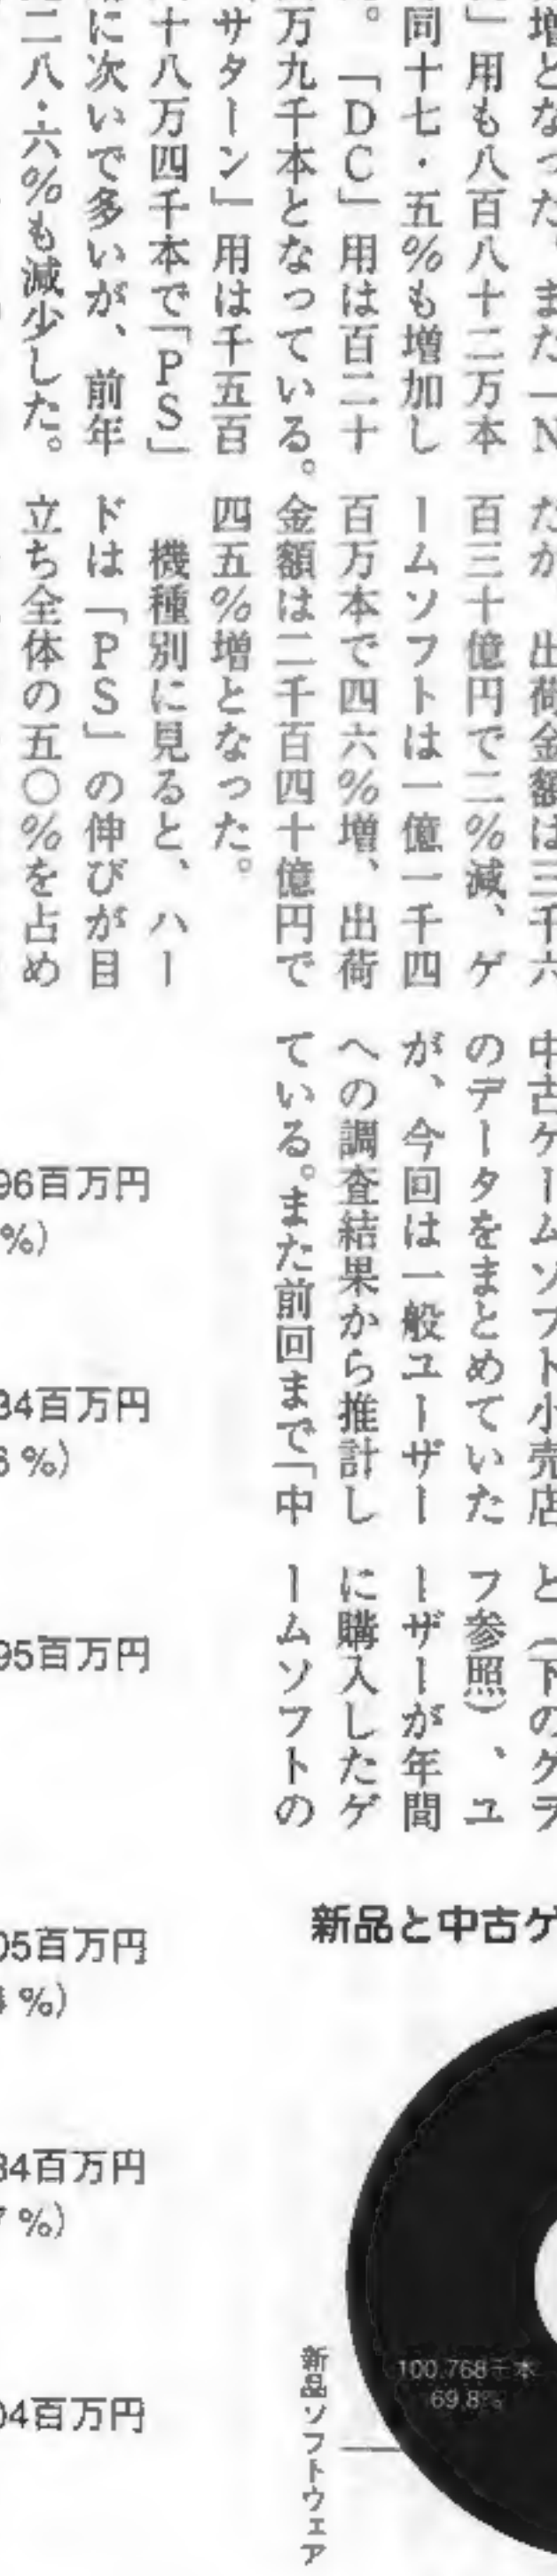 増となった。また「N
」用も八百八十二万本
同十七・五%も増加し
。「DC」用は百二十
万九千本となっている。
サターン」用は千五百
十八万四千本で「PS」
に次いで多いが、前年
二八・六%も減少した。
たが、出荷金額は三千六
百三十億円で二%減、ゲ
ームソフトは一億一千四
百万本で四六%増、出荷
金額は二千百四十億円で
四五%増となった。
機種別に見ると、ハー
ドは「PS」の伸びが目
立ち全体の五〇%を占め
中古ゲームソフト小売店
のデータをまとめていた
が、今回は一般ユーザー
への調査結果から推計し
ている。また前回まで「中
と(下のグラ
フ参照)、ユ
ーザーが年間
に購入したゲ
ームソフトの
96百万円
%)
34百万円
%)
95百万円
05百万円
%)
34百万円
7%)
04百万円
新品と中古ゲ
100,768千本
69.8%
新品ソフトウェア